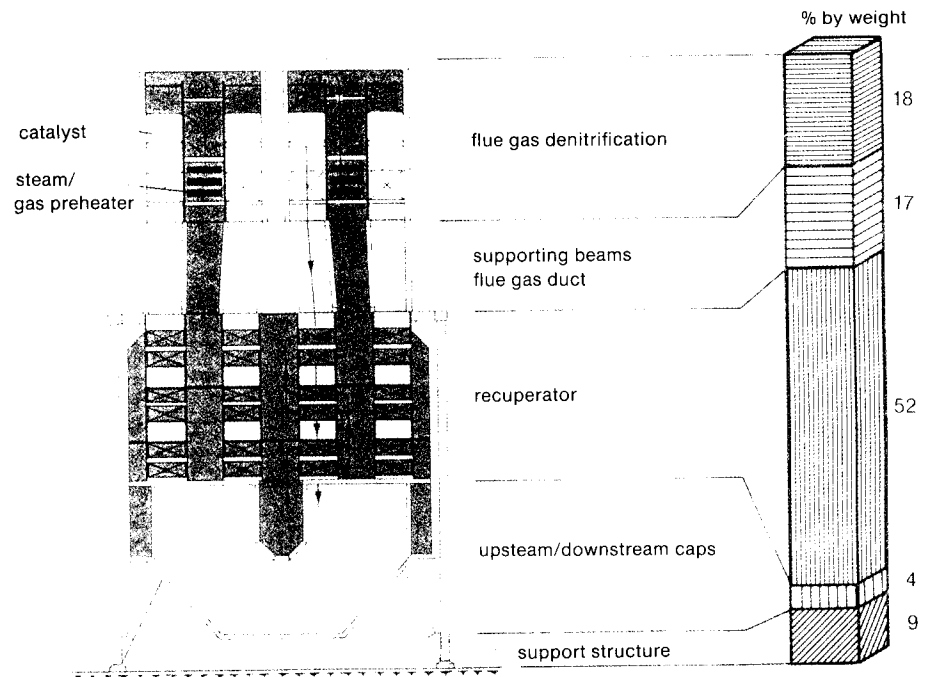 % by weight
18
catalyst
flue gas denitrification
steam/
gas preheater
17
supporting beams
flue gas duct
recuperator
52
upsteam/downstream caps
4
9
support structure